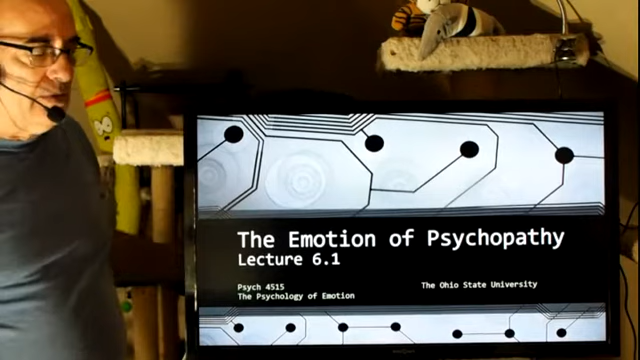 The Emotion of Psychopathy
Lecture 6.1
Psych 4515
The Psychology of Emotion
The Ohio State University